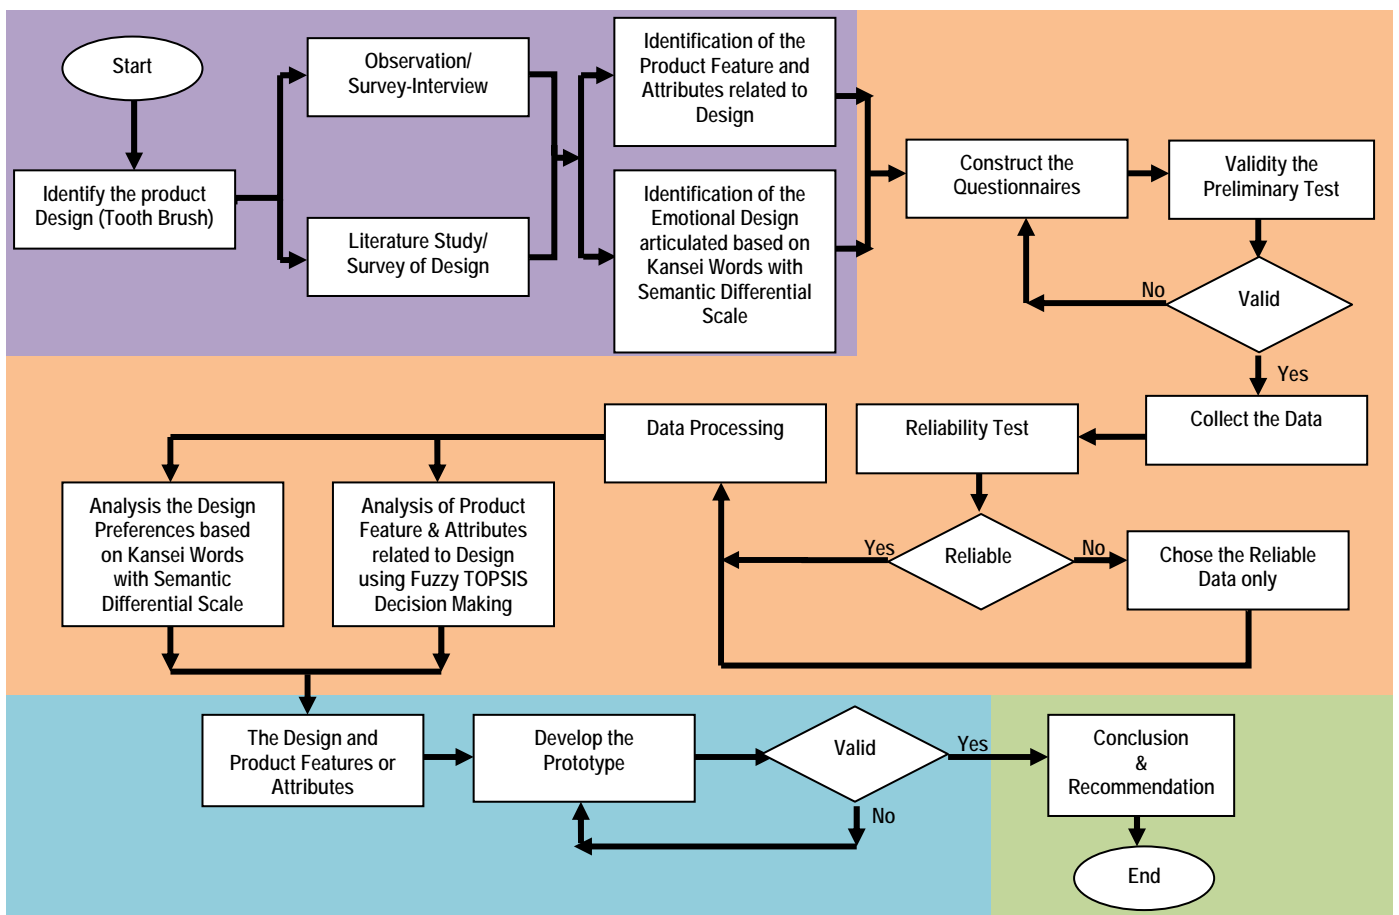 Start
Identify the product
Design (Tooth Brush)
Observation/
Survey-Interview
Literature Study/
Survey of Design
Identification of the
Product Feature and
Attributes related to
Design
Identification of the
Emotional Design
articulated based on
Kansei Words with
Semantic Differential
Scale
Construct the
Questionnaires
Validity the
Preliminary Test
Valid
No
Yes
Collect the Data
Reliability Test
Reliable
Yes
No
Chose the Reliable
Data only
Data Processing
Analysis the Design
Preferences based
on Kansei Words
with Semantic
Differential Scale
Analysis of Product
Feature & Attributes
related to Design
using Fuzzy TOPSIS
Decision Making
The Design and
Product Features or
Attributes
Develop the
Prototype
Valid
Yes
No
Conclusion
&
Recommendation
End